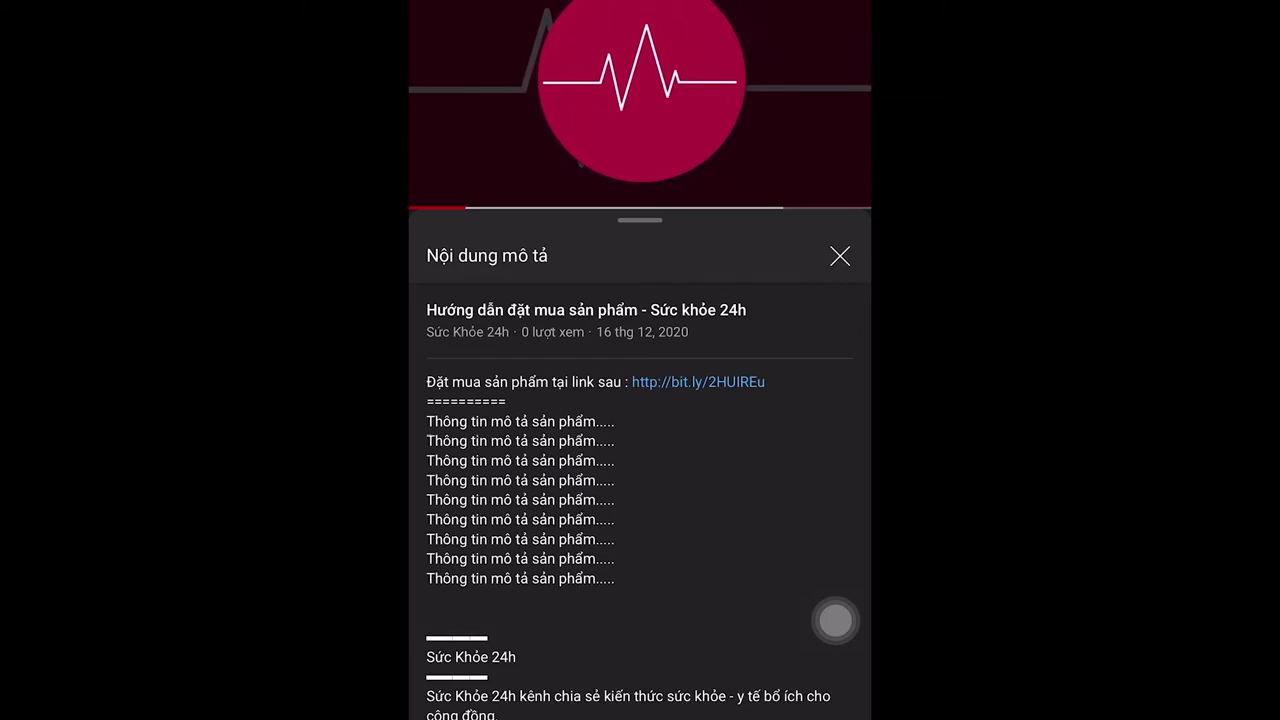 Nội dung mô tả
Hướng dẫn đặt mua sản phẩm - Sức khỏe 24h
Sức Khỏe 24h · 0 lượt xem · 16 thg 12, 2020
Đặt mua sản phẩm tại link sau : http://bit.ly/2HUIREu
==========
Thông tin mô tả sản phẩm.....
Thông tin mô tả sản phẩm.....
Thông tin mô tả sản phẩm.....
Thông tin mô tả sản phẩm.....
Thông tin mô tả sản phẩm.....
Thông tin mô tả sản phẩm.....
Thông tin mô tả sản phẩm.....
Thông tin mô tả sản phẩm.....
Thông tin mô tả sản phẩm.....
Sức Khỏe 24h
Sức Khỏe 24h kênh chia sẻ kiến thức sức khỏe - y tế bổ ích cho
cộng đồng.